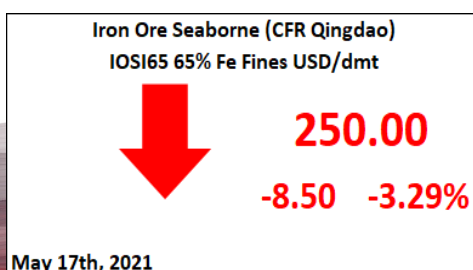 Iron Ore Seaborne (CFR Qingdao)
IOSI65 65% Fe Fines USD/dmt
250.00
-8.50 -3.29%
May 17th, 2021